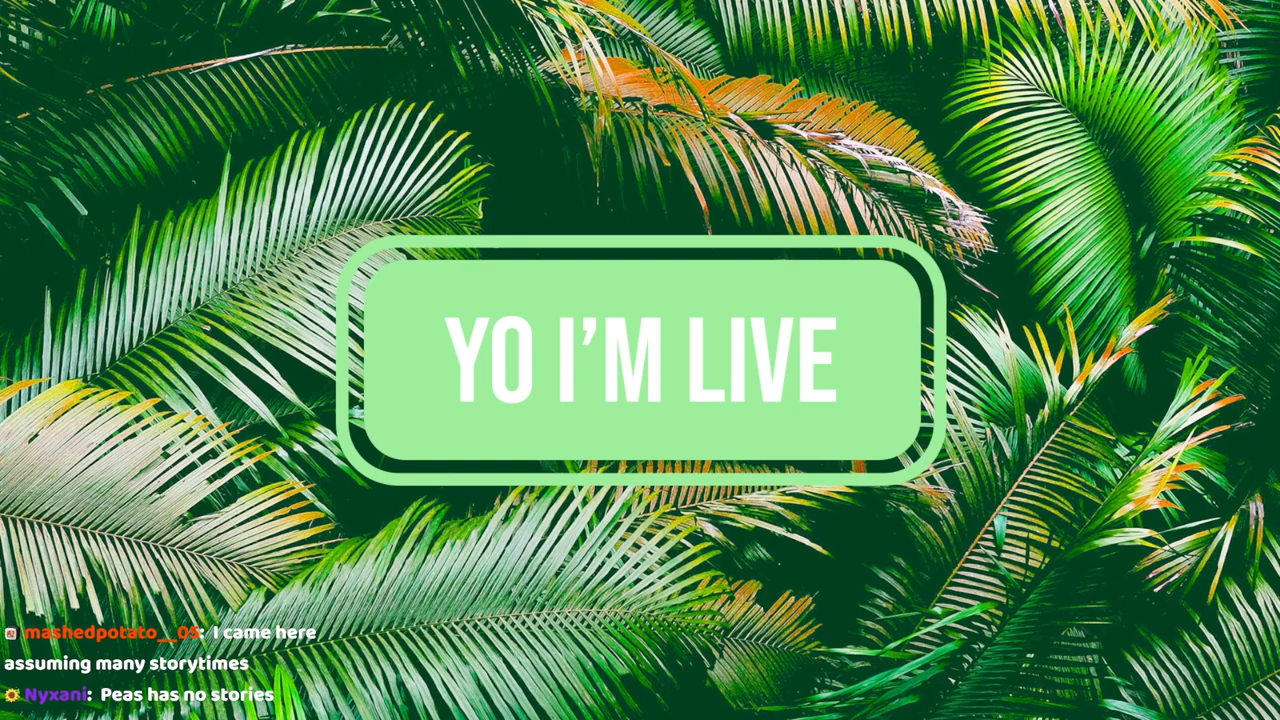 YO I'M LIVE
mashedpotato__05: I came here
assuming many storytimes
Nyxani: Peas has no stories